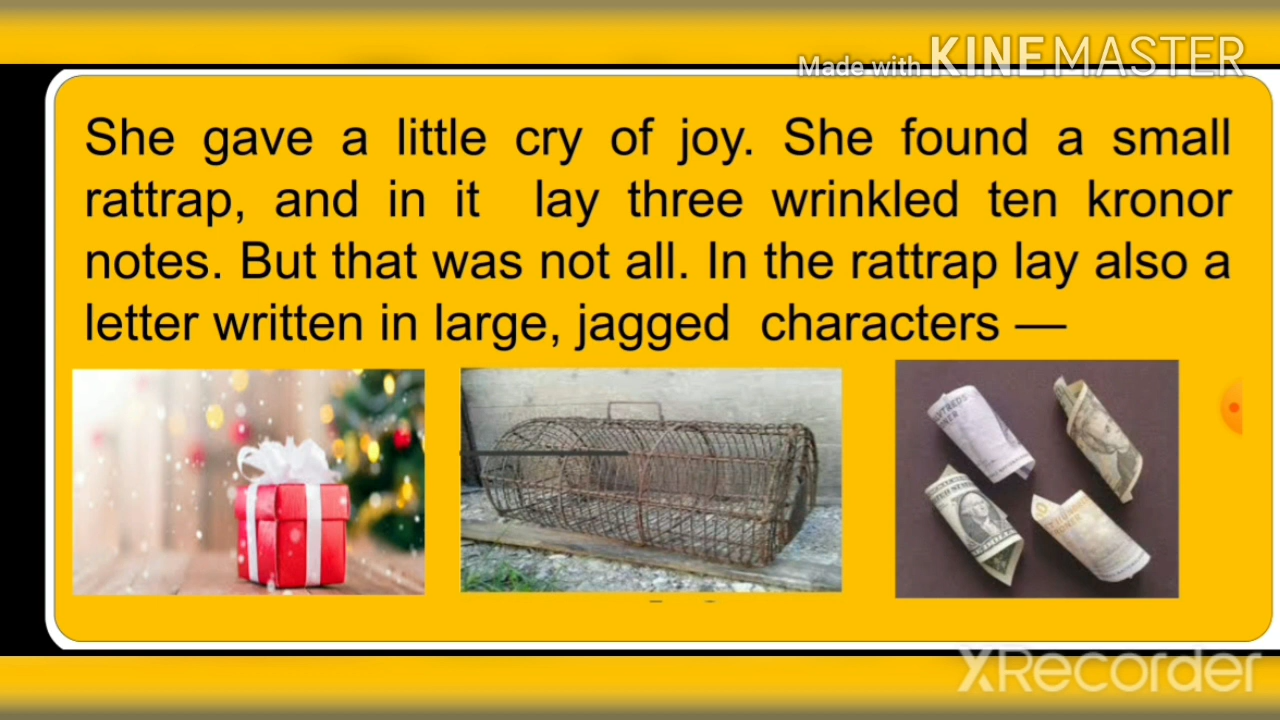 Made with KINEMASTER
She gave a little cry of joy. She found a small
rattrap, and in it lay three wrinkled ten kronor
notes. But that was not all. In the rattrap lay also a
letter written in large, jagged characters —
XRecorder